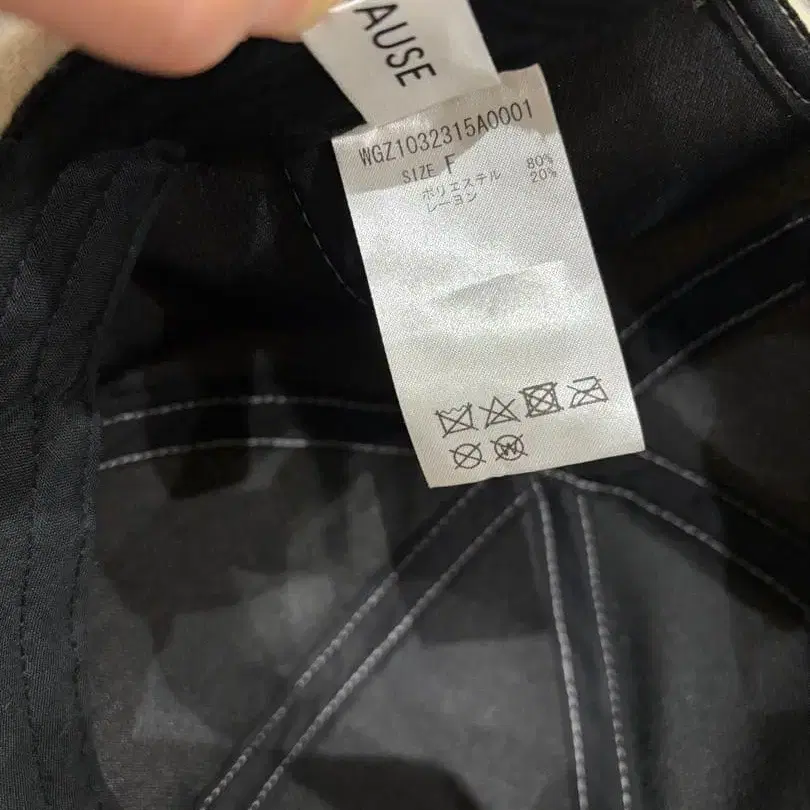 AUSE
WGZ1032315A0001
SIZE F
ポリエステル 80%
レーヨン 20%
W